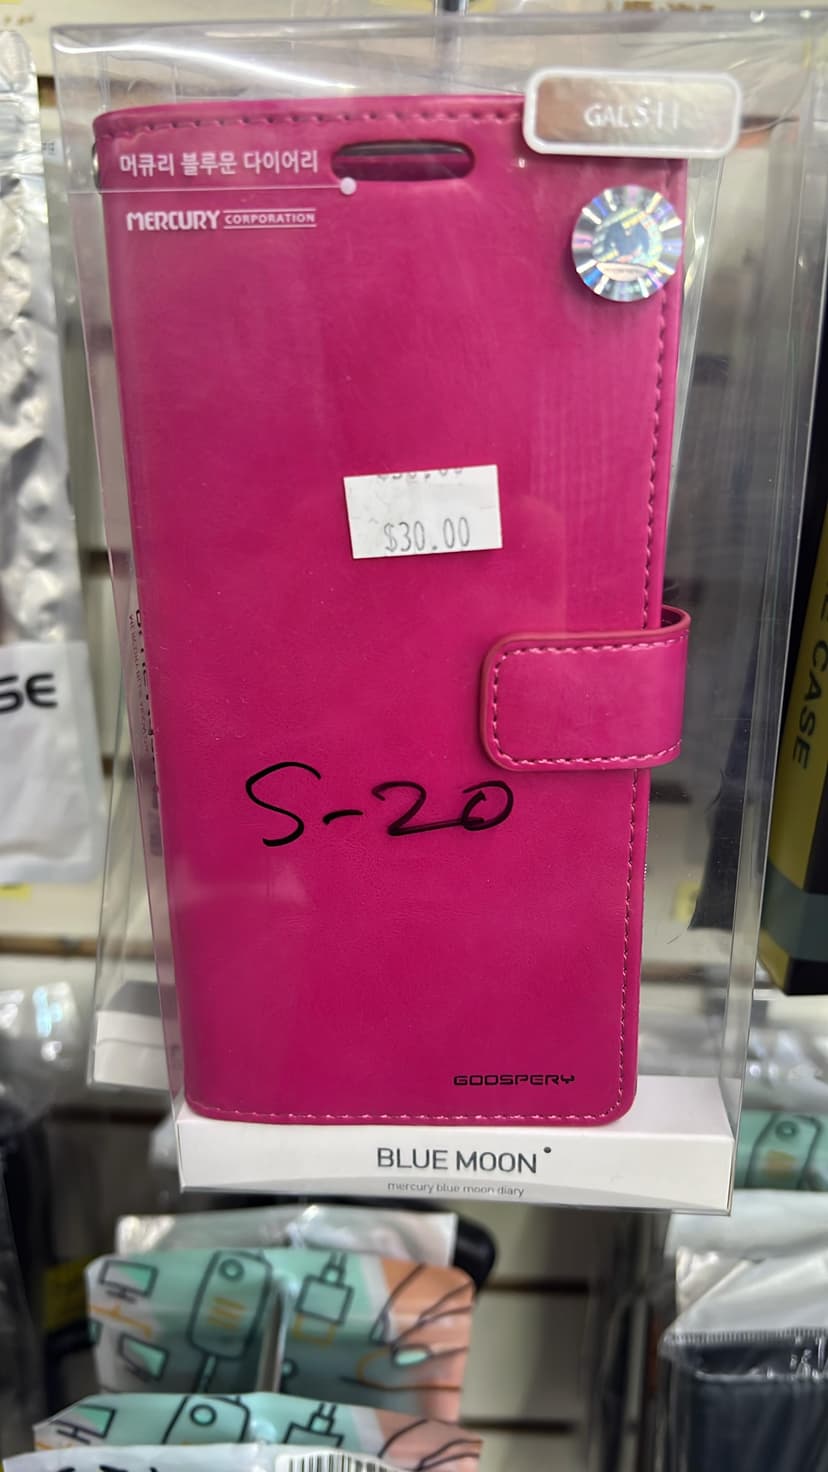 GAL S11
머큐리 블루문 다이어리
MERCURY CORPORATION
$30.00
S-20
GOOSPERY
BLUE MOON
mercury blue moon diary
SE
CASE